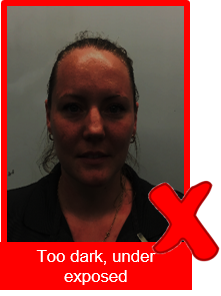 Too dark, under
exposed